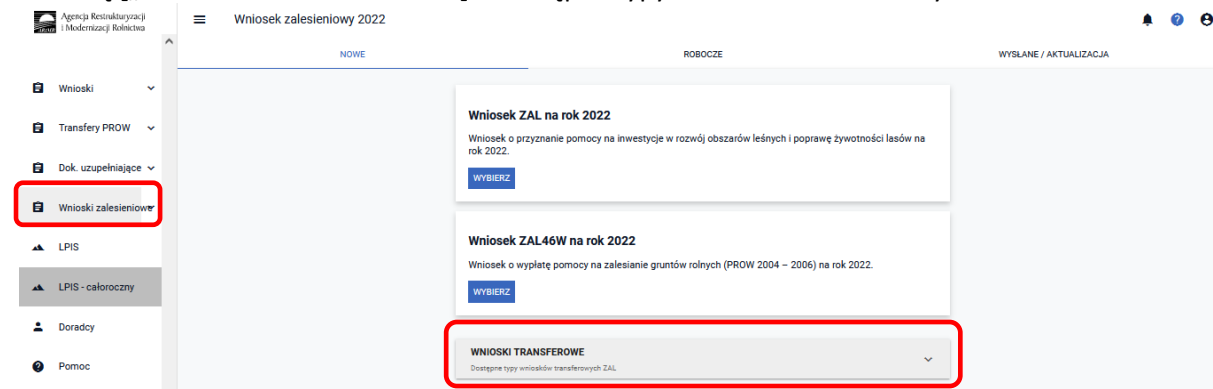 Agencja Restrukturyzacji
i Modernizacji Rolnictwa
Wniosek zalesieniowy 2022
NOWE
ROBOCZE
WYSŁANE / AKTUALIZACJA
Wnioski
Transfery PROW
Dok. uzupełniające
Wnioski zalesieniowe
LPIS
LPIS - całoroczny
Doradcy
Pomoc
Wniosek ZAL na rok 2022
Wniosek o przyznanie pomocy na inwestycje w rozwój obszarów leśnych i poprawę żywotności lasów na
rok 2022.
WYBIERZ
Wniosek ZAL46W na rok 2022
Wniosek o wypłatę pomocy na zalesianie gruntów rolnych (PROW 2004 – 2006) na rok 2022.
WYBIERZ
WNIOSKI TRANSFEROWE
Dostępne typy wniosków transferowych ZAL